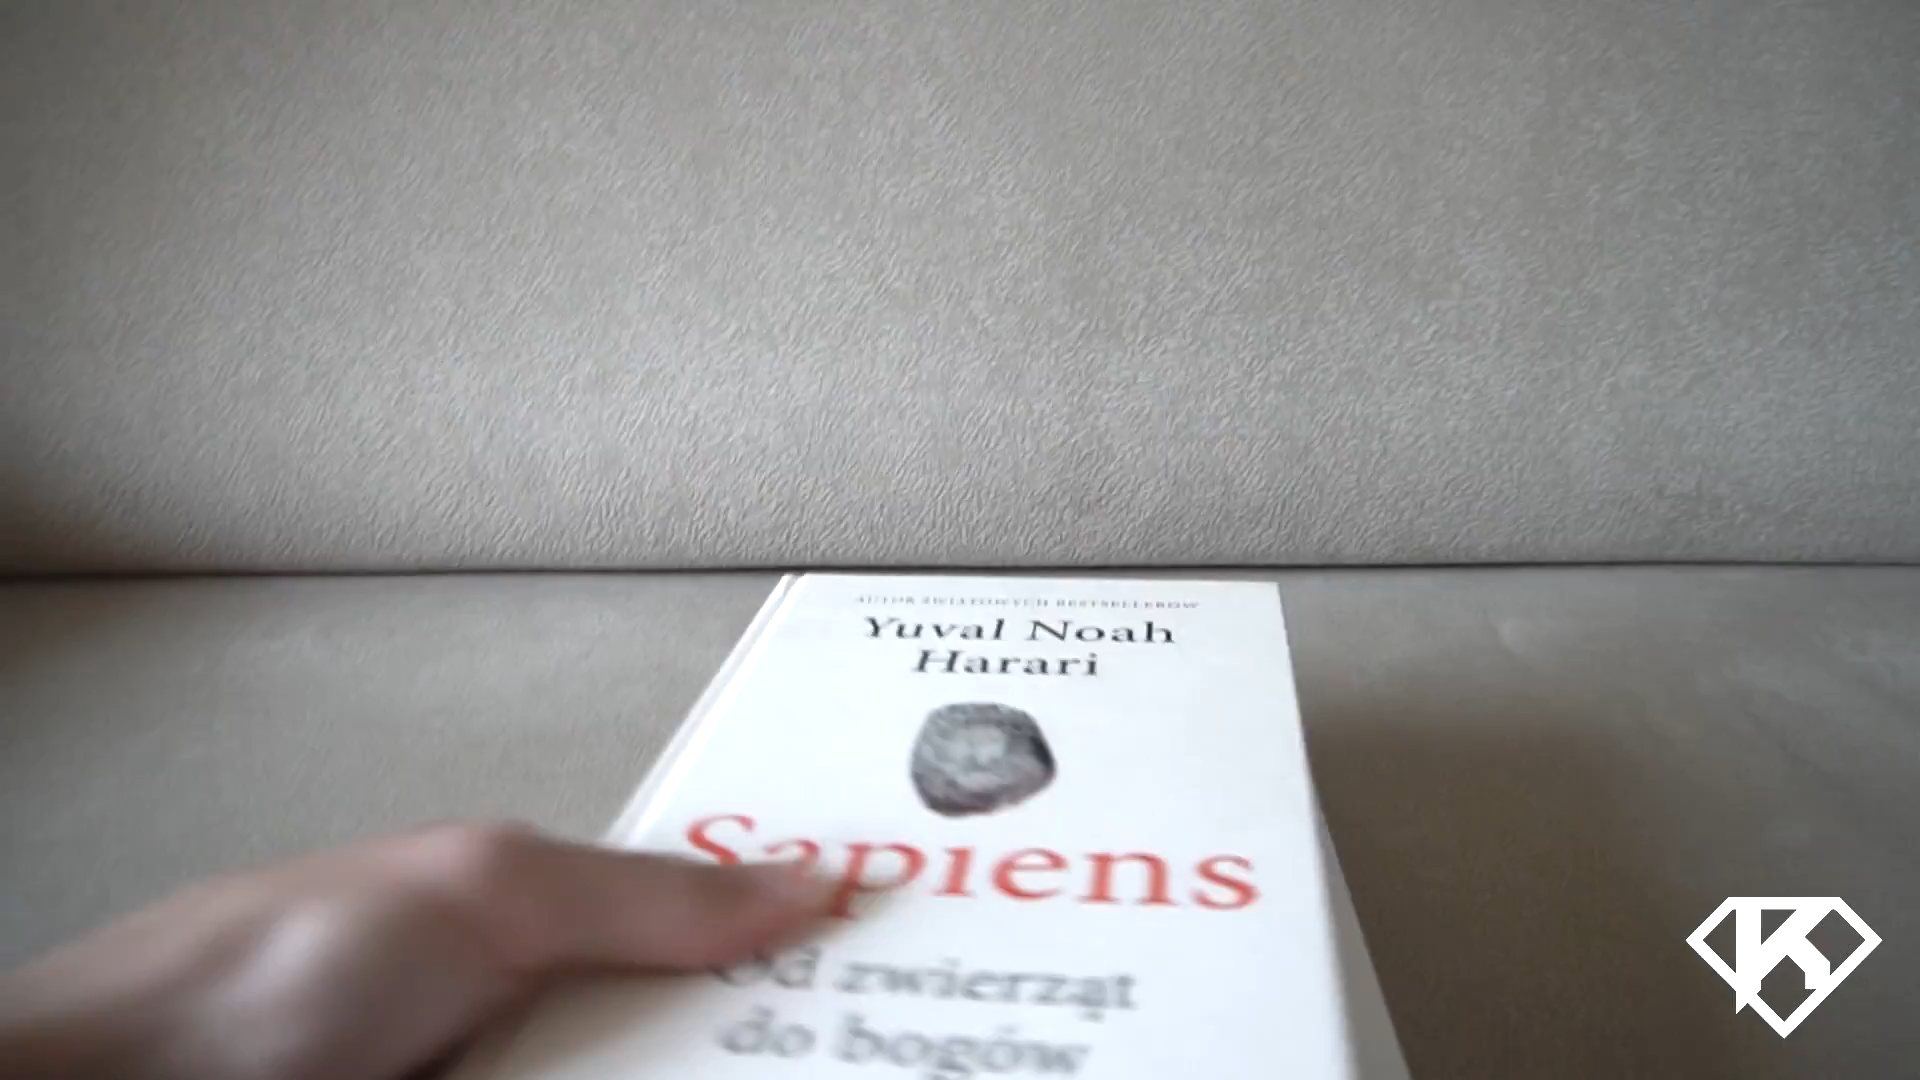 AUTOR ŚWIATOWYCH BESTSELLERÓW
Yuval Noah
Harari
Sapiens
Od zwierząt
do bogów